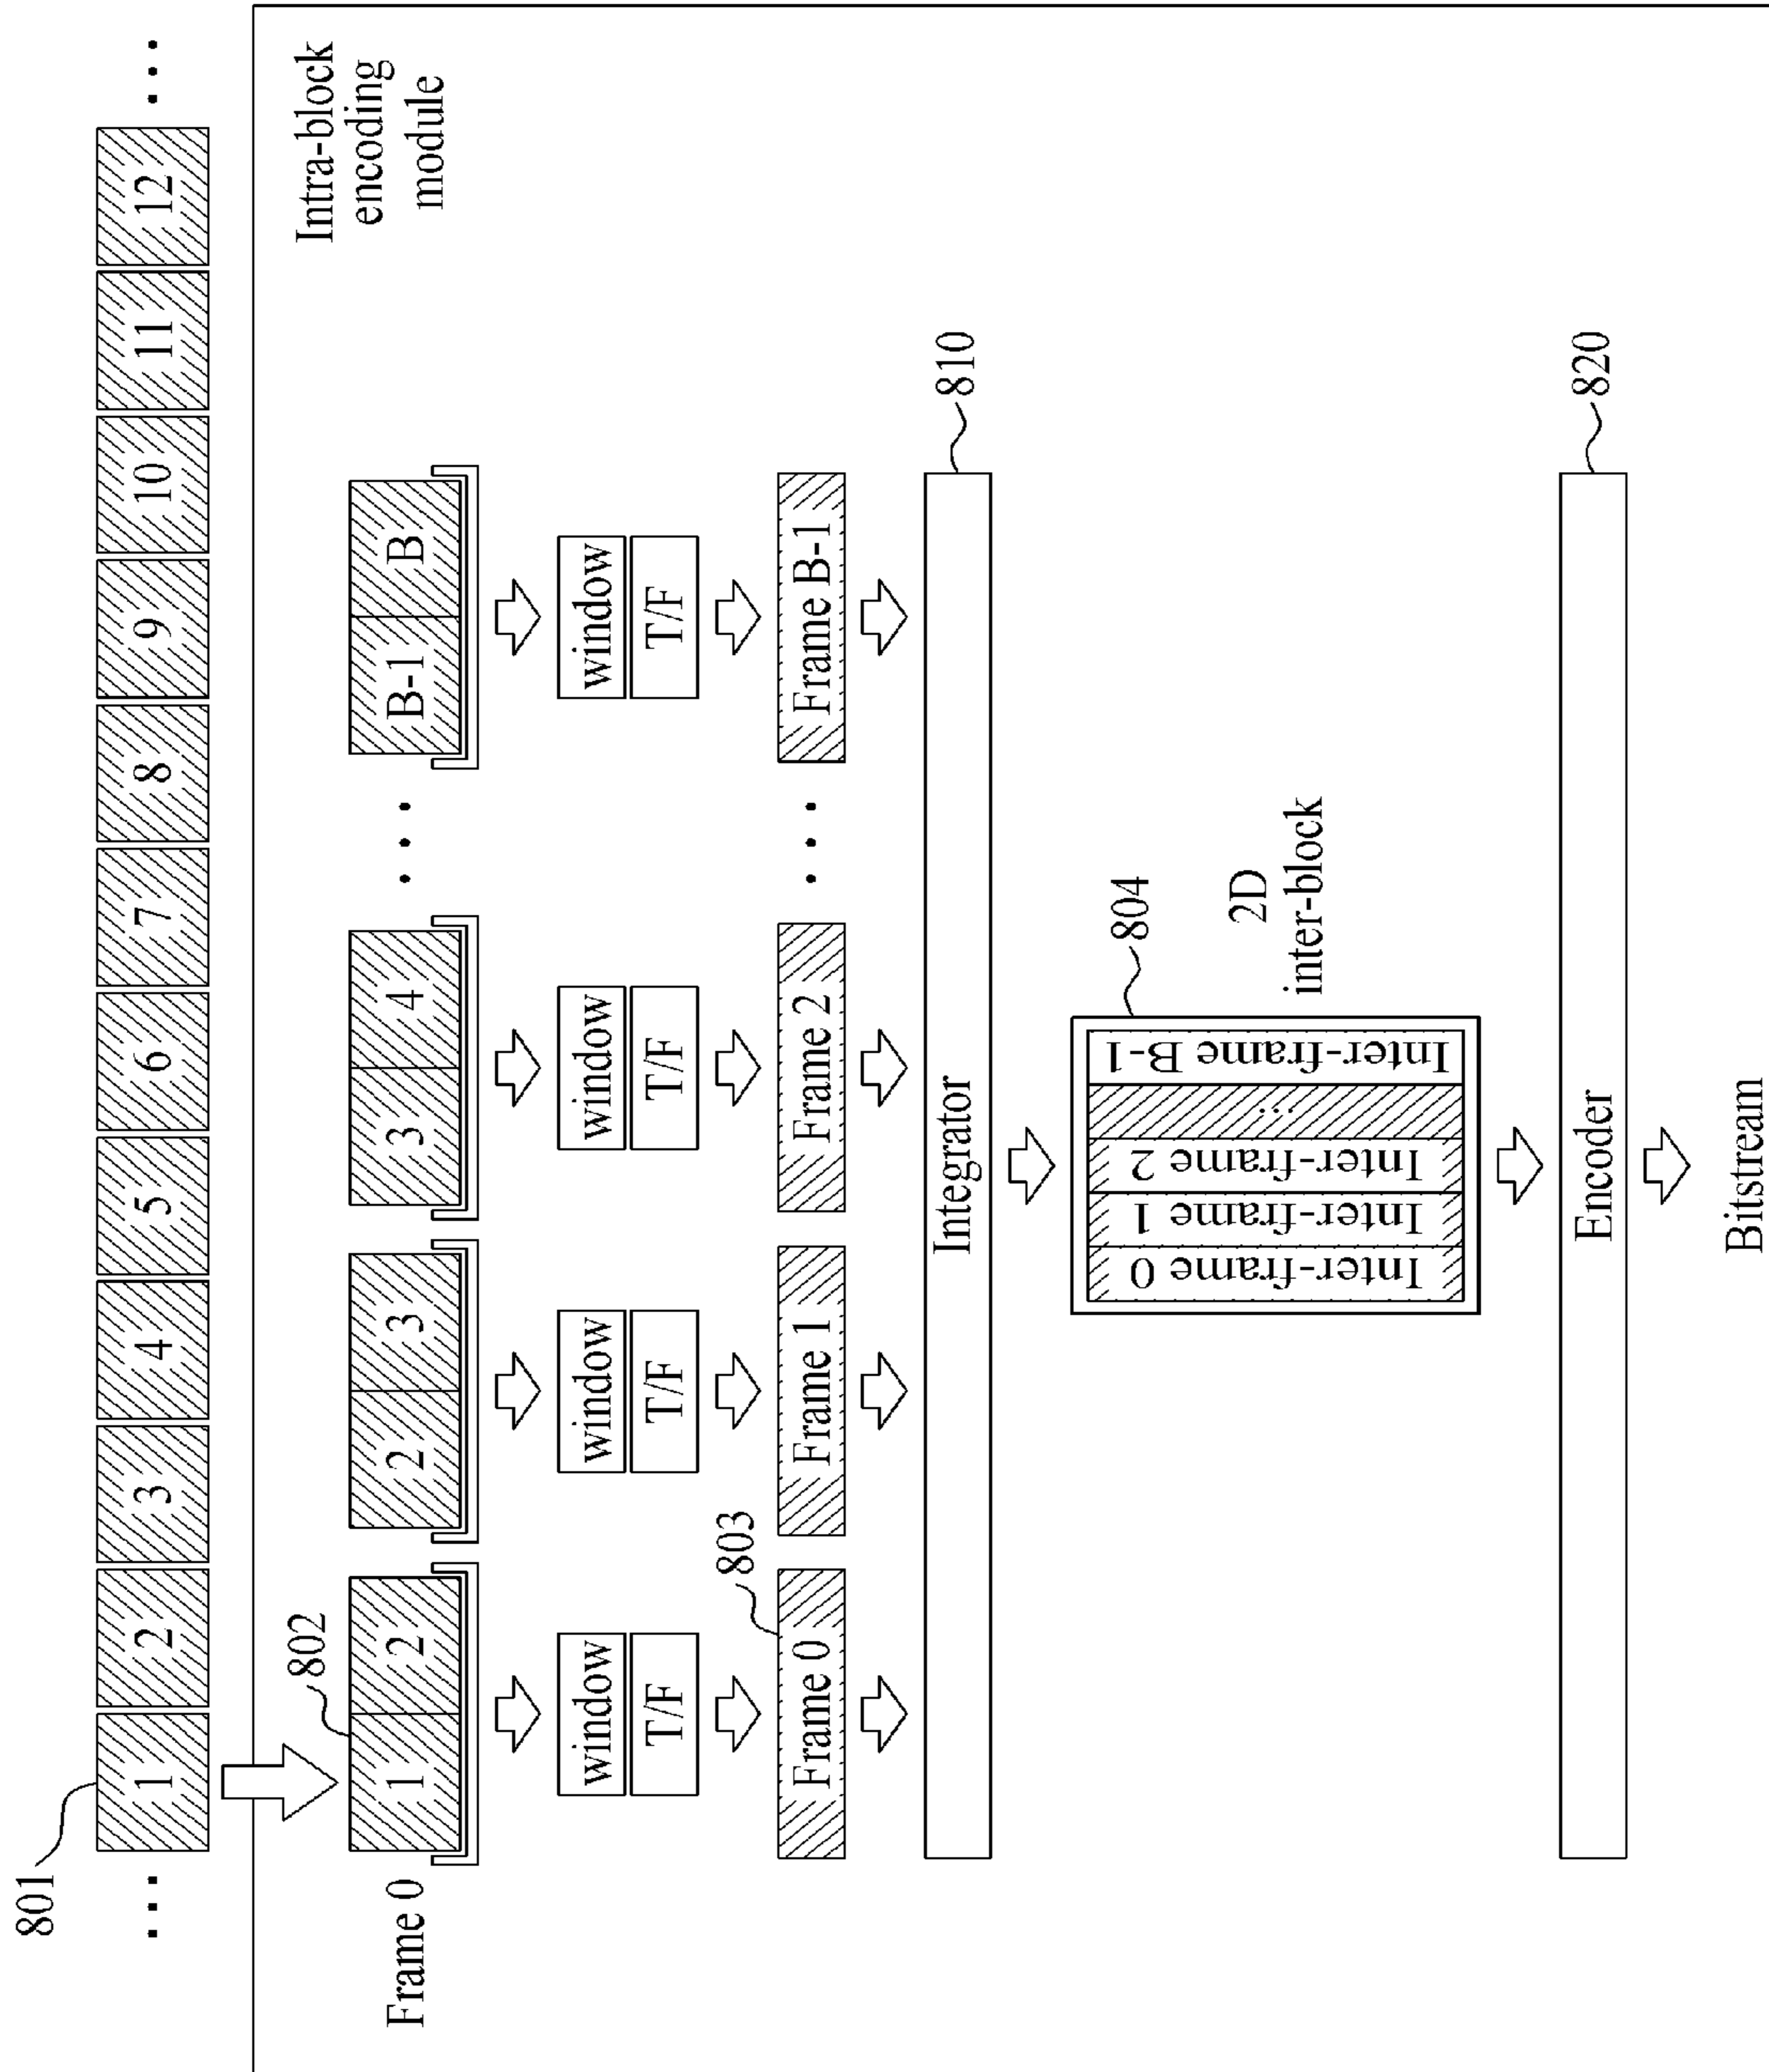 801
... 1 2 3 4 5 6 7 8 9 10 11 12 ...
Intra-block
encoding
module
802
Frame 0
1 2 2 3 3 4 ... B-1 B
window window window window
T/F T/F T/F T/F
803
Frame 0 Frame 1 Frame 2 ... Frame B-1
Integrator
810
804
Inter-frame 0
Inter-frame 1
Inter-frame 2
...
Inter-frame B-1
2D
inter-block
Encoder
820
Bitstream